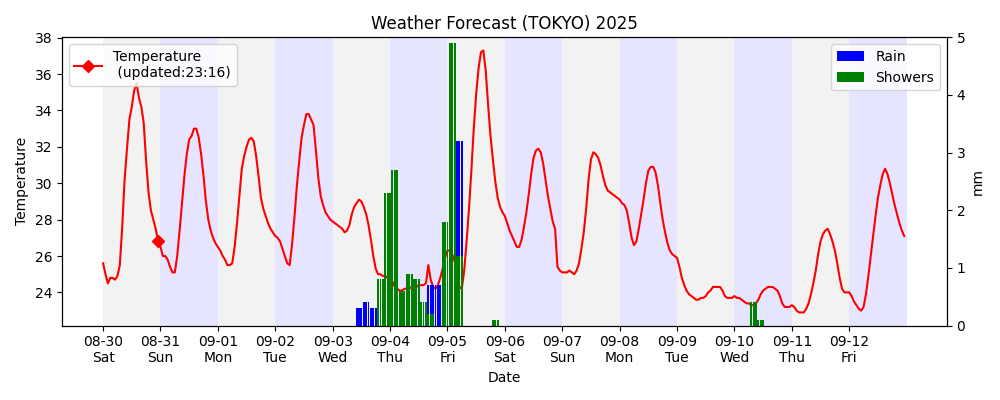 Weather Forecast (TOKYO) 2025
Temperature
(updated:23:16)
Rain
Showers
Temperature
38
36
34
32
30
28
26
24
5
4
3
2
1
0
mm
08-30 08-31 09-01 09-02 09-03 09-04 09-05 09-06 09-07 09-08 09-09 09-10 09-11 09-12
Sat Sun Mon Tue Wed Thu Fri Sat Sun Mon Tue Wed Thu Fri
Date